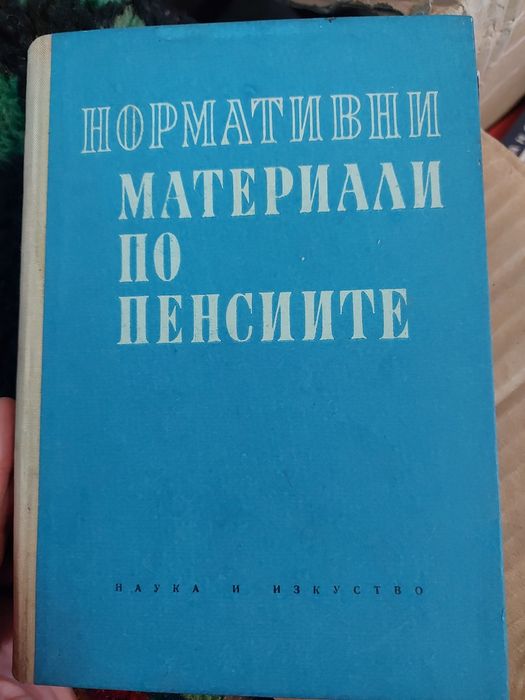 НОРМАТИВНИ
МАТЕРИАЛИ
ПО
ПЕНСИИТЕ
НАУКА И ИЗКУСТВО